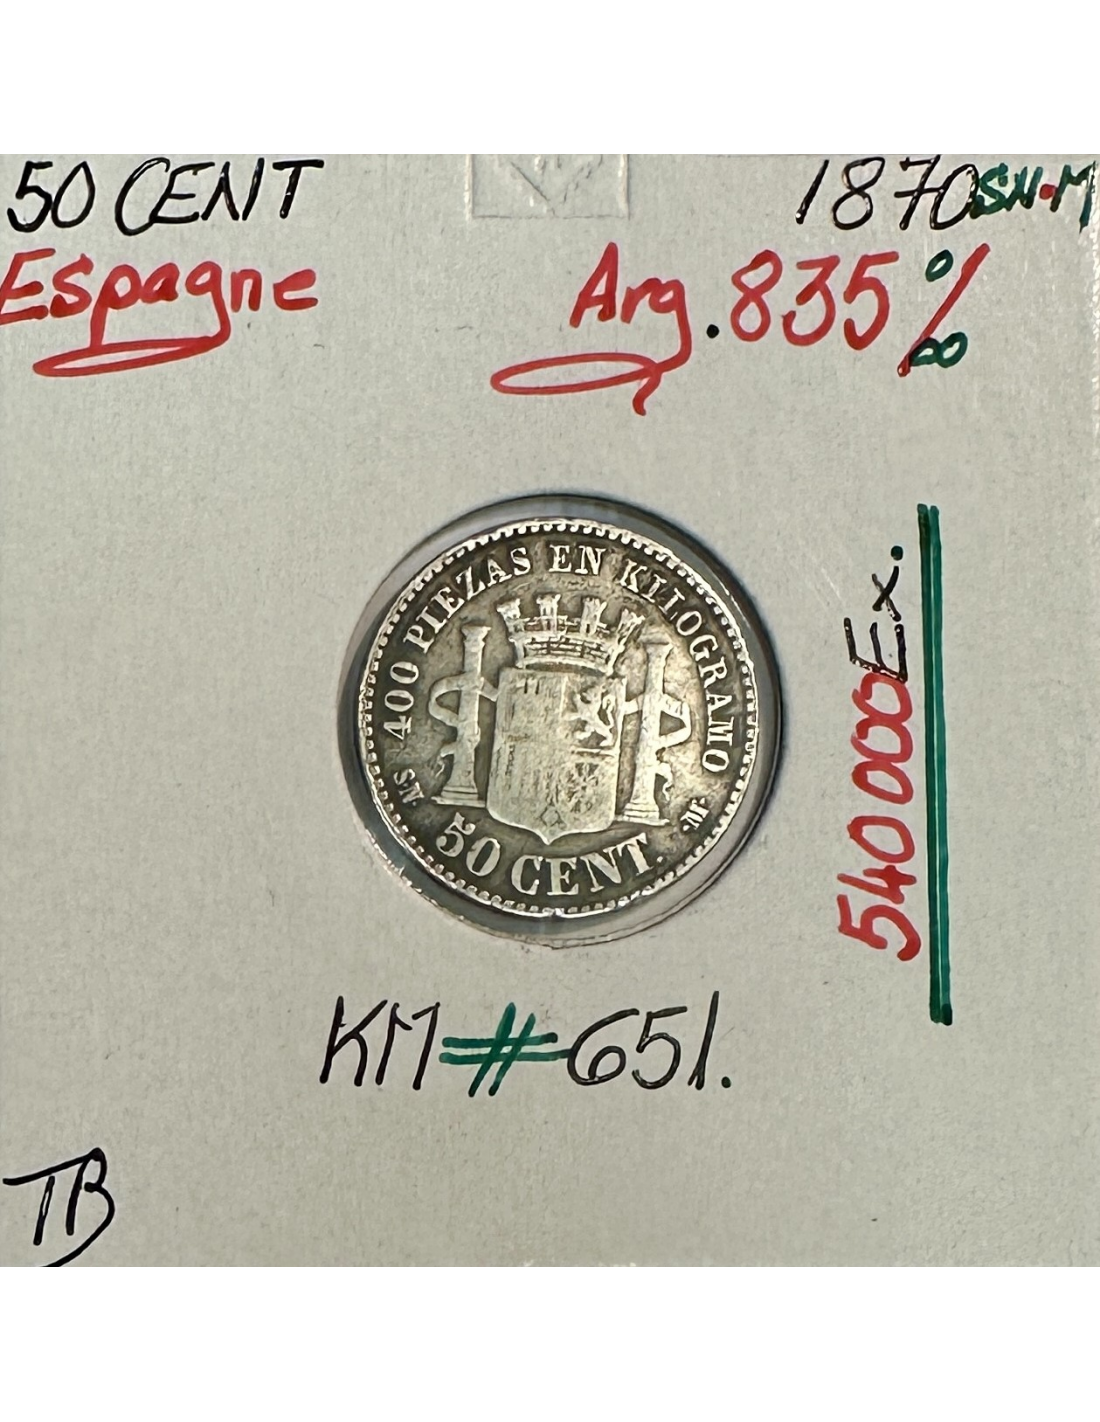 50 CENT
1870 SN•M
Espagne
Arg. 835 ‰
400 PIEZAS EN KILOGRAMO
SN·
M·
50 CENT.
540 000 Ex.
KM#651.
TB